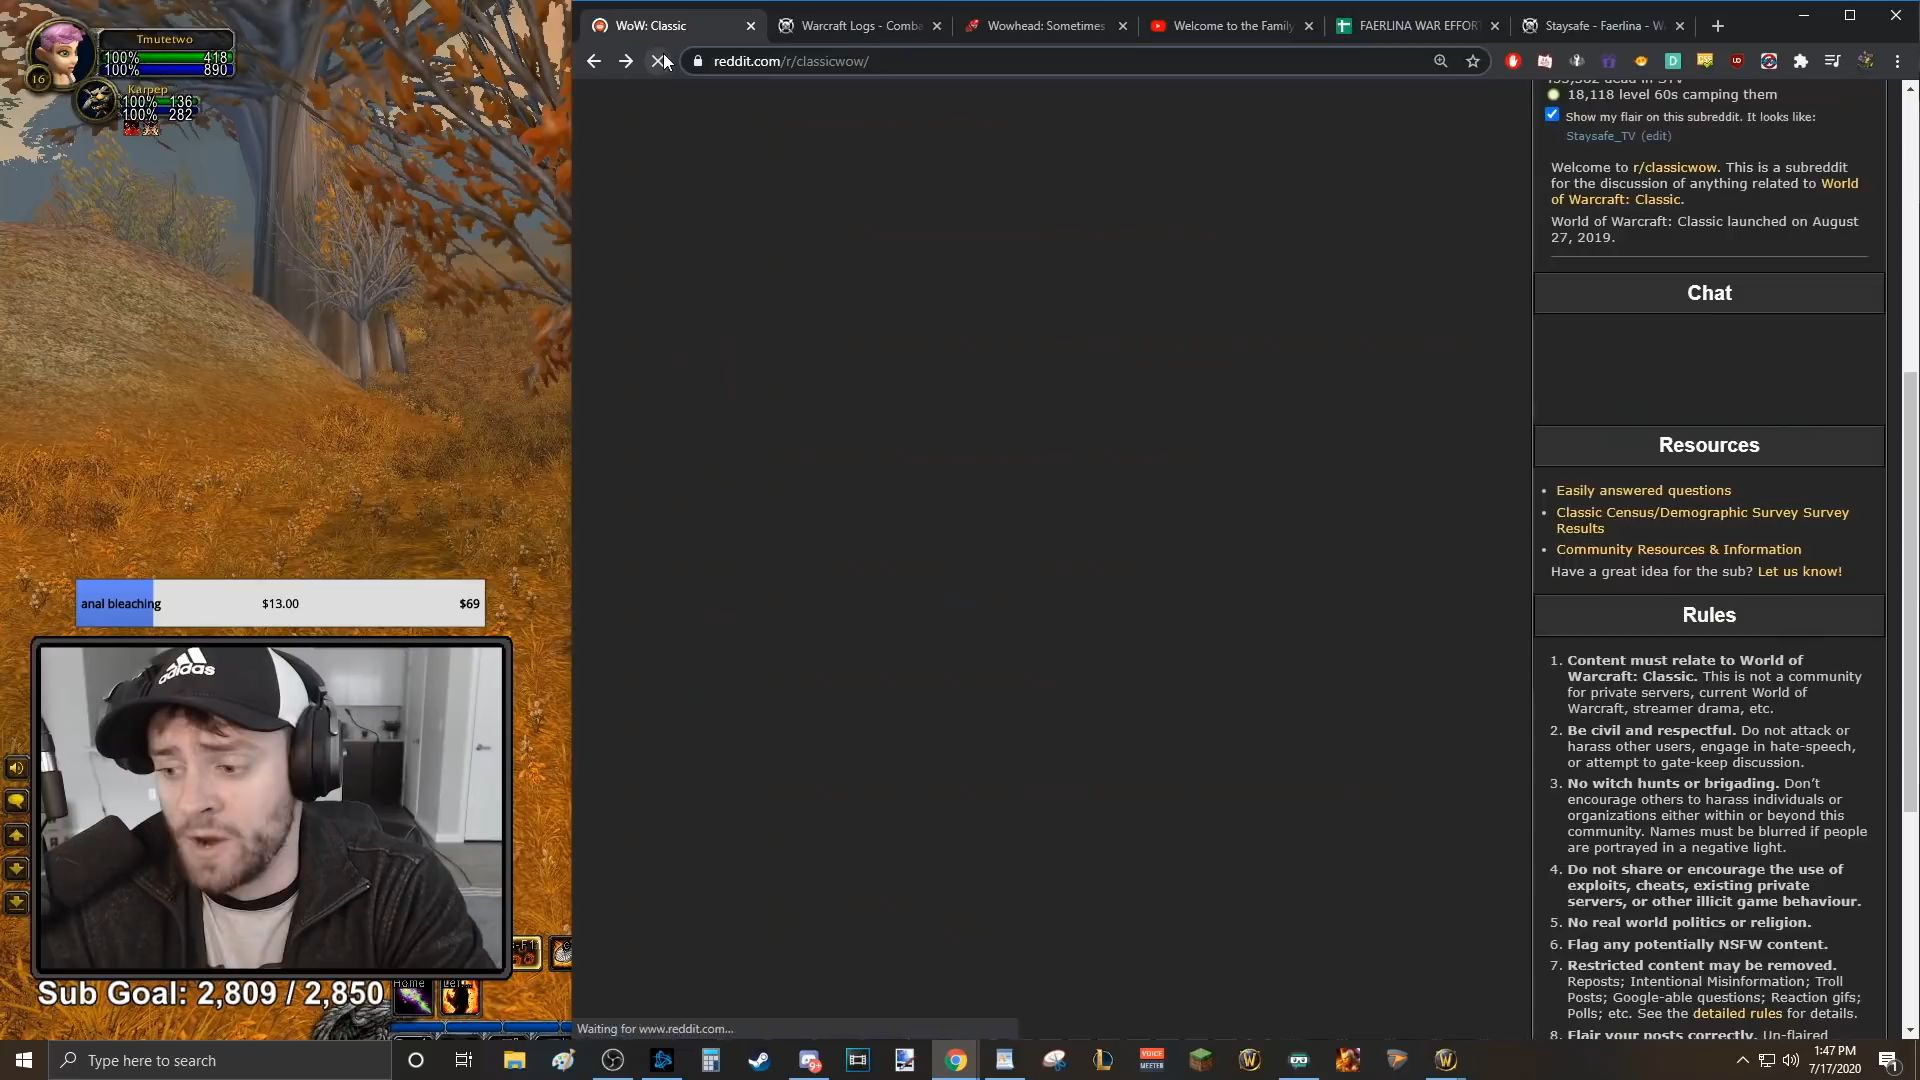 Tmutetwo
100% 418
100% 890
16
Karpep
100% 136
100% 282
WoW: Classic
Warcraft Logs - Comba
Wowhead: Sometimes
Welcome to the Family
FAERLINA WAR EFFOR
Staysafe - Faerlina - W
reddit.com/r/classicwow/
18,118 level 60s camping them
Show my flair on this subreddit. It looks like:
Staysafe_TV (edit)
Welcome to r/classicwow. This is a subreddit
for the discussion of anything related to World
of Warcraft: Classic.
World of Warcraft: Classic launched on August
27, 2019.
Chat
Resources
Easily answered questions
Classic Census/Demographic Survey Survey
Results
Community Resources & Information
Have a great idea for the sub? Let us know!
Rules
1. Content must relate to World of
Warcraft: Classic. This is not a community
for private servers, current World of
Warcraft, streamer drama, etc.
2. Be civil and respectful. Do not attack or
harass other users, engage in hate-speech,
or attempt to gate-keep discussion.
3. No witch hunts or brigading. Don't
encourage others to harass individuals or
organizations either within or beyond this
community. Names must be blurred if people
are portrayed in a negative light.
4. Do not share or encourage the use of
exploits, cheats, existing private
servers, or other illicit game behaviour.
5. No real world politics or religion.
6. Flag any potentially NSFW content.
7. Restricted content may be removed.
Reposts; Intentional Misinformation; Troll
Posts; Google-able questions; Reaction gifs;
Polls; etc. See the detailed rules for details.
8. Flair your posts correctly. Un-flaired
anal bleaching $13.00 $69
adidas
Sub Goal: 2,809 / 2,850
Home
Waiting for www.reddit.com...
Type here to search
9+
VOICE
MEETER
1:47 PM
7/17/2020
1